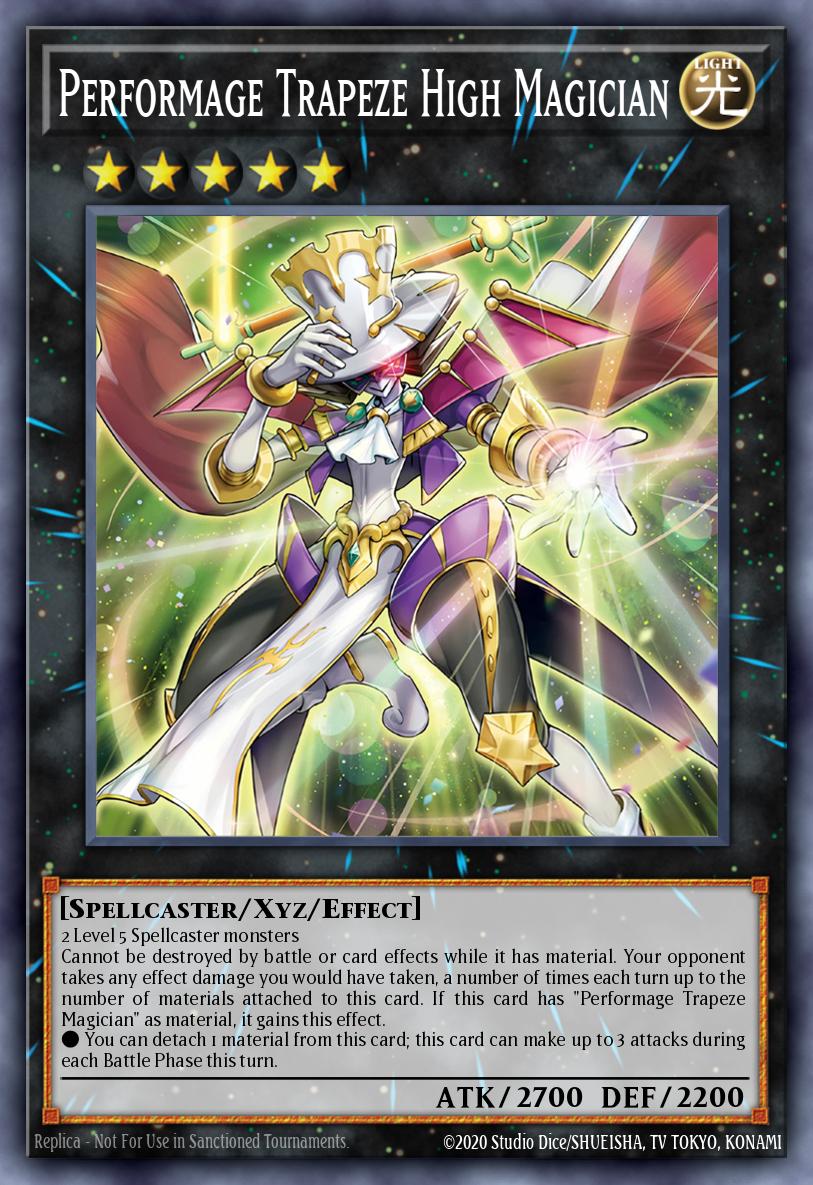 PERFORMAGE TRAPEZE HIGH MAGICIAN
LIGHT
光
[SPELLCASTER/XYZ/EFFECT]
2 Level 5 Spellcaster monsters
Cannot be destroyed by battle or card effects while it has material. Your opponent
takes any effect damage you would have taken, a number of times each turn up to the
number of materials attached to this card. If this card has "Performage Trapeze
Magician" as material, it gains this effect.
● You can detach 1 material from this card; this card can make up to 3 attacks during
each Battle Phase this turn.
ATK/2700 DEF/2200
Replica - Not For Use in Sanctioned Tournaments.
©2020 Studio Dice/SHUEISHA, TV TOKYO, KONAMI